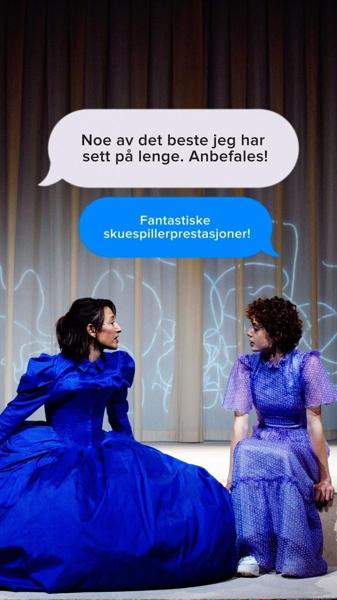 Noe av det beste jeg har
sett på lenge. Anbefales!
Fantastiske
skuespillerprestasjoner!